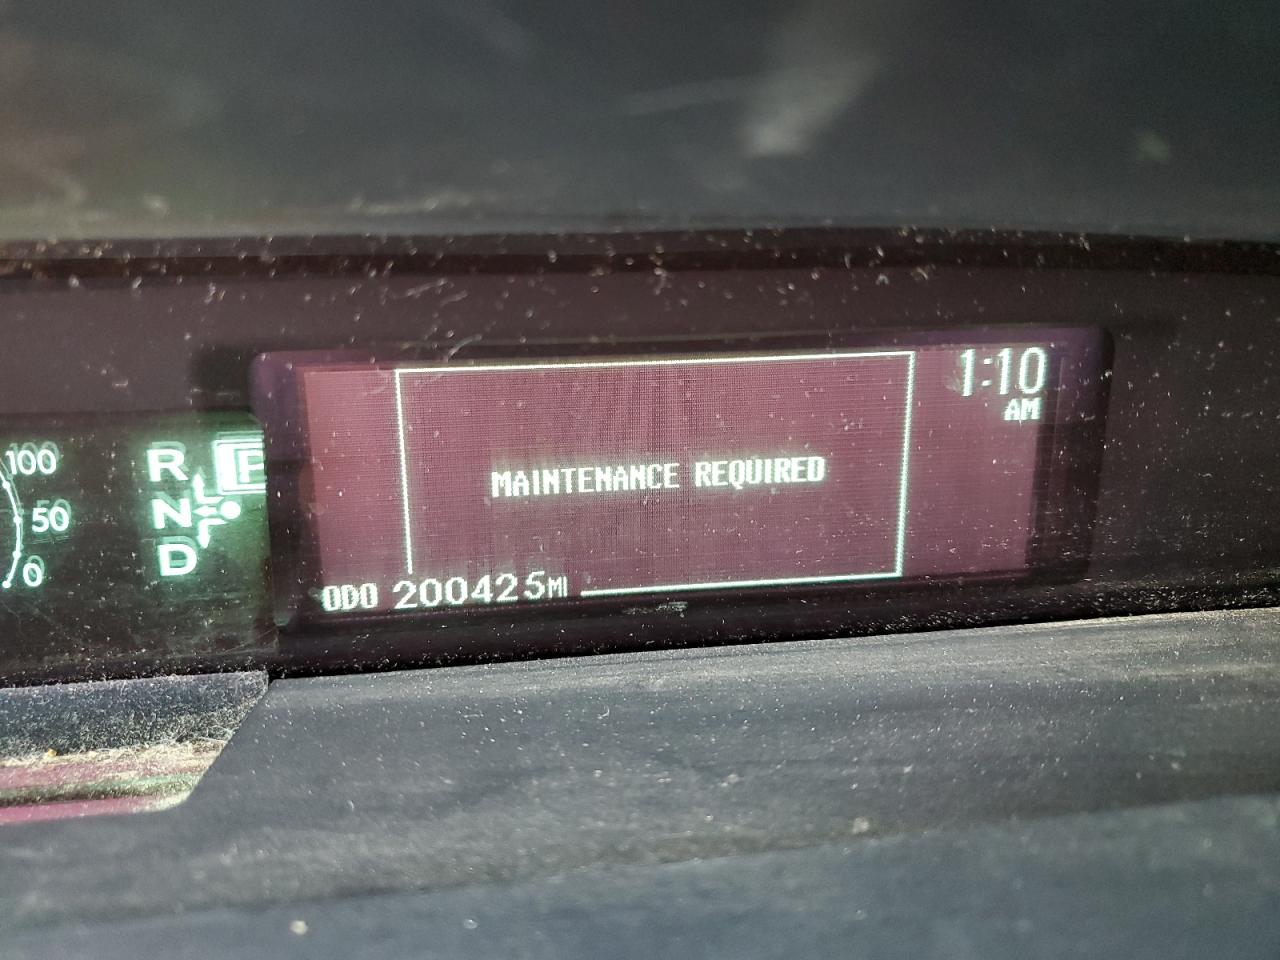 1:10
AM
MAINTENANCE REQUIRED
ODO 200425MI
100
50
0
R
P
N
D